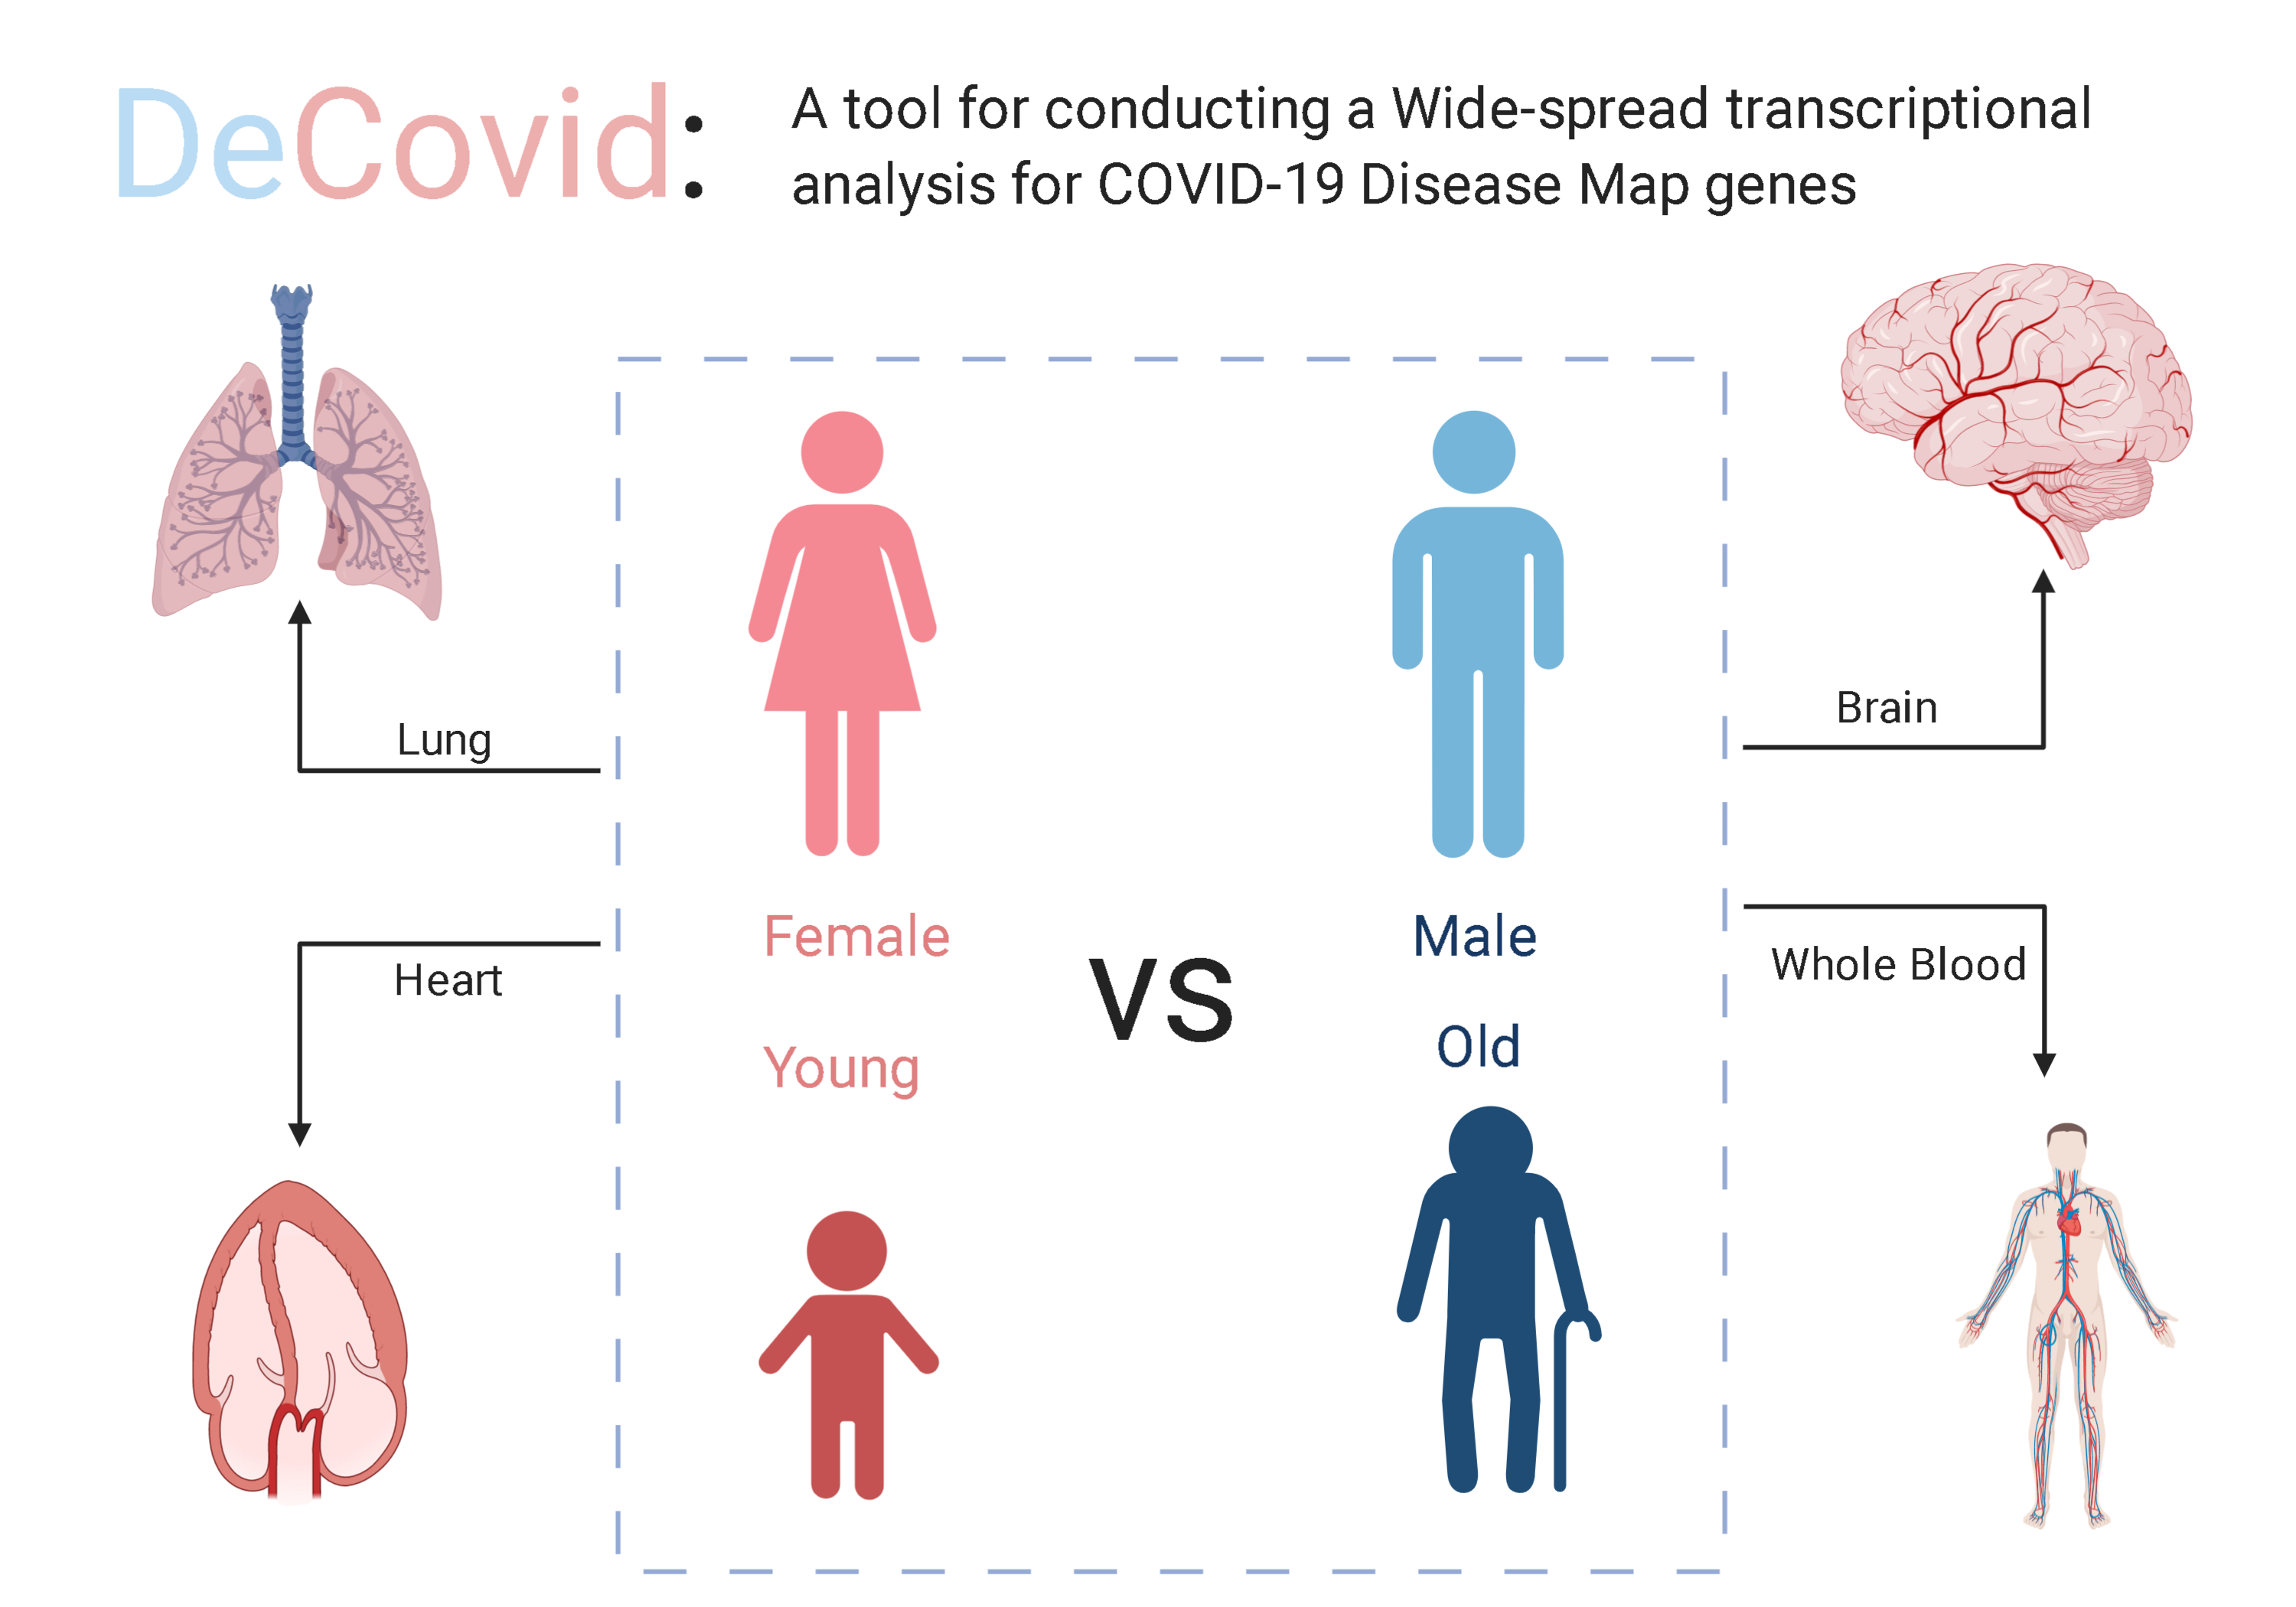 DeCovid:
A tool for conducting a Wide-spread transcriptional
analysis for COVID-19 Disease Map genes
Lung
Brain
Heart
Female
Male
Whole Blood
VS
Young
Old